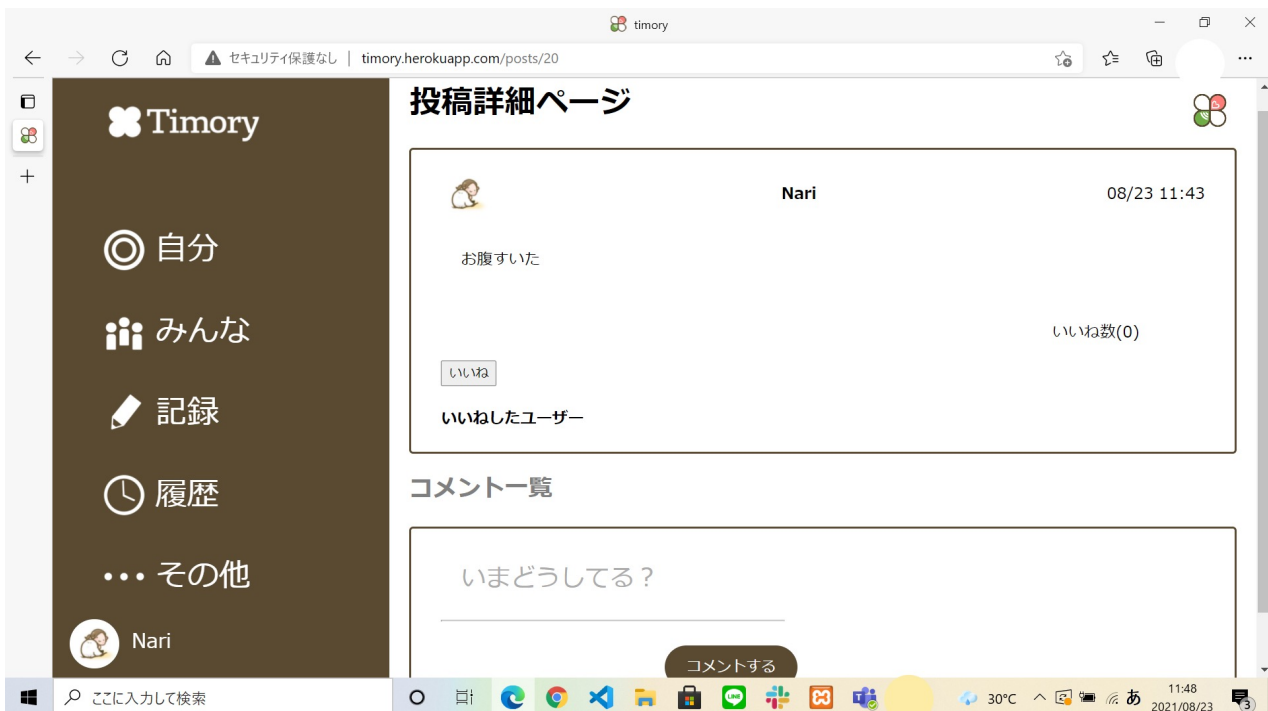 timory
セキュリティ保護なし | timory.herokuapp.com/posts/20
Timory
自分
みんな
記録
履歴
その他
Nari
投稿詳細ページ
Nari
08/23 11:43
お腹すいた
いいね数(0)
いいね
いいねしたユーザー
コメント一覧
いまどうしてる?
コメントする
ここに入力して検索
LINE
30°C
あ
11:48
2021/08/23
3